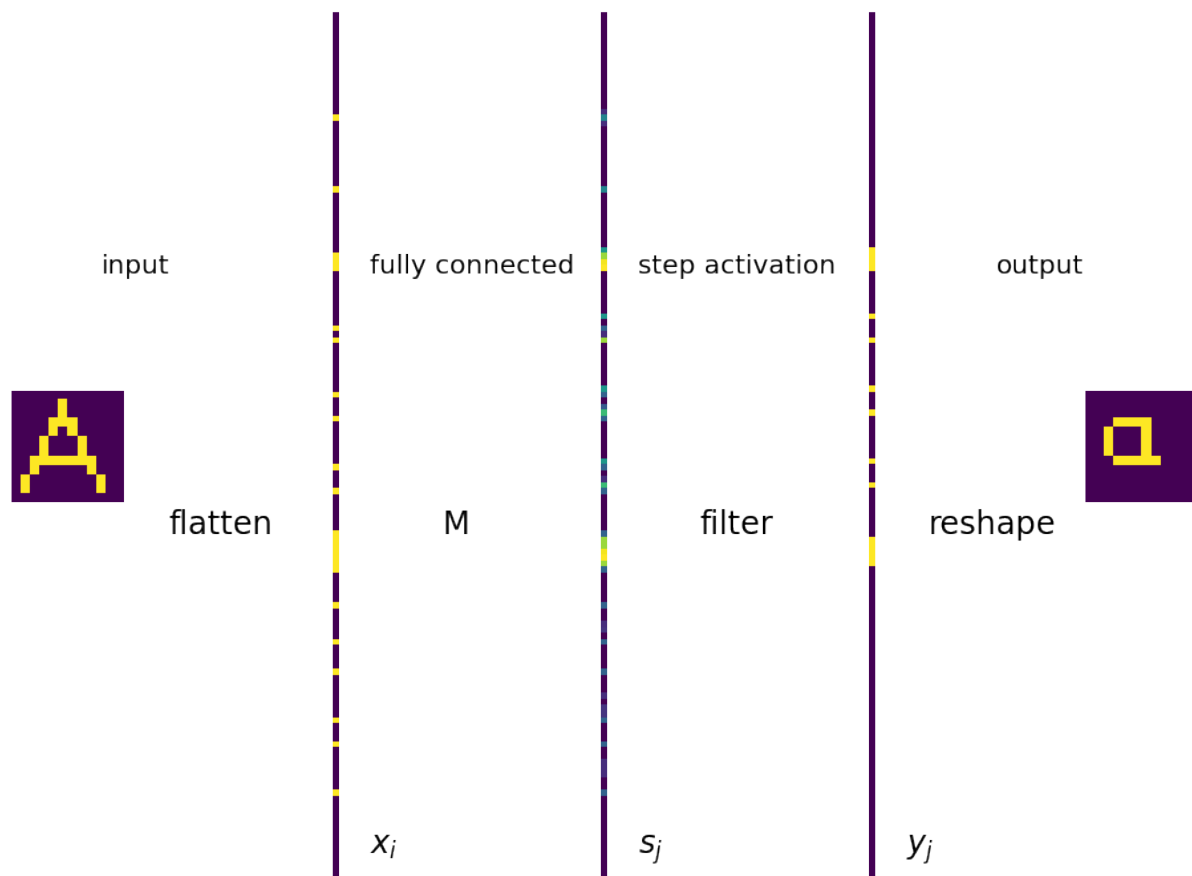 input
fully connected
step activation
output
A
a
flatten
M
filter
reshape
x_i
s_j
y_j